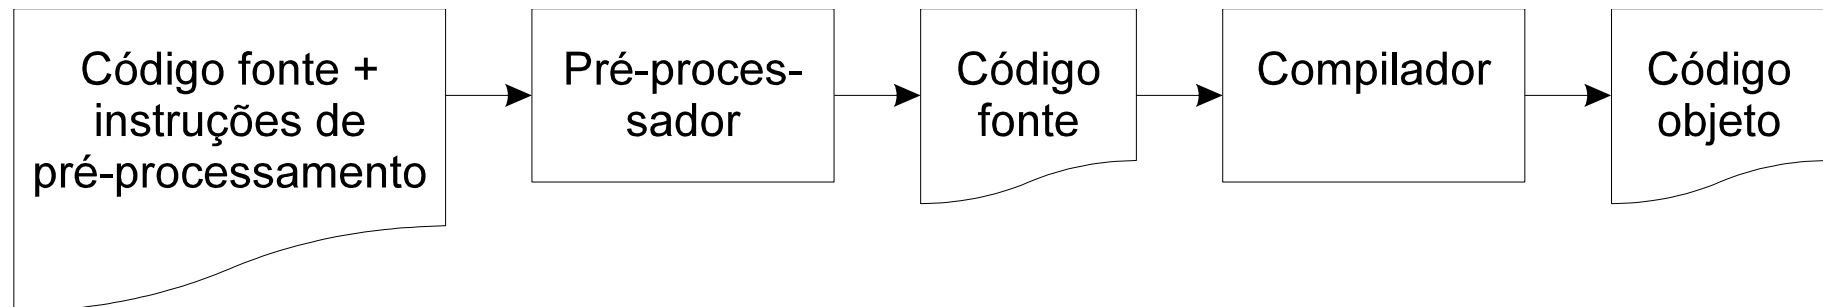 Código fonte +
instruções de
pré-processamento
Pré-proces-
sador
Código
fonte
Compilador
Código
objeto